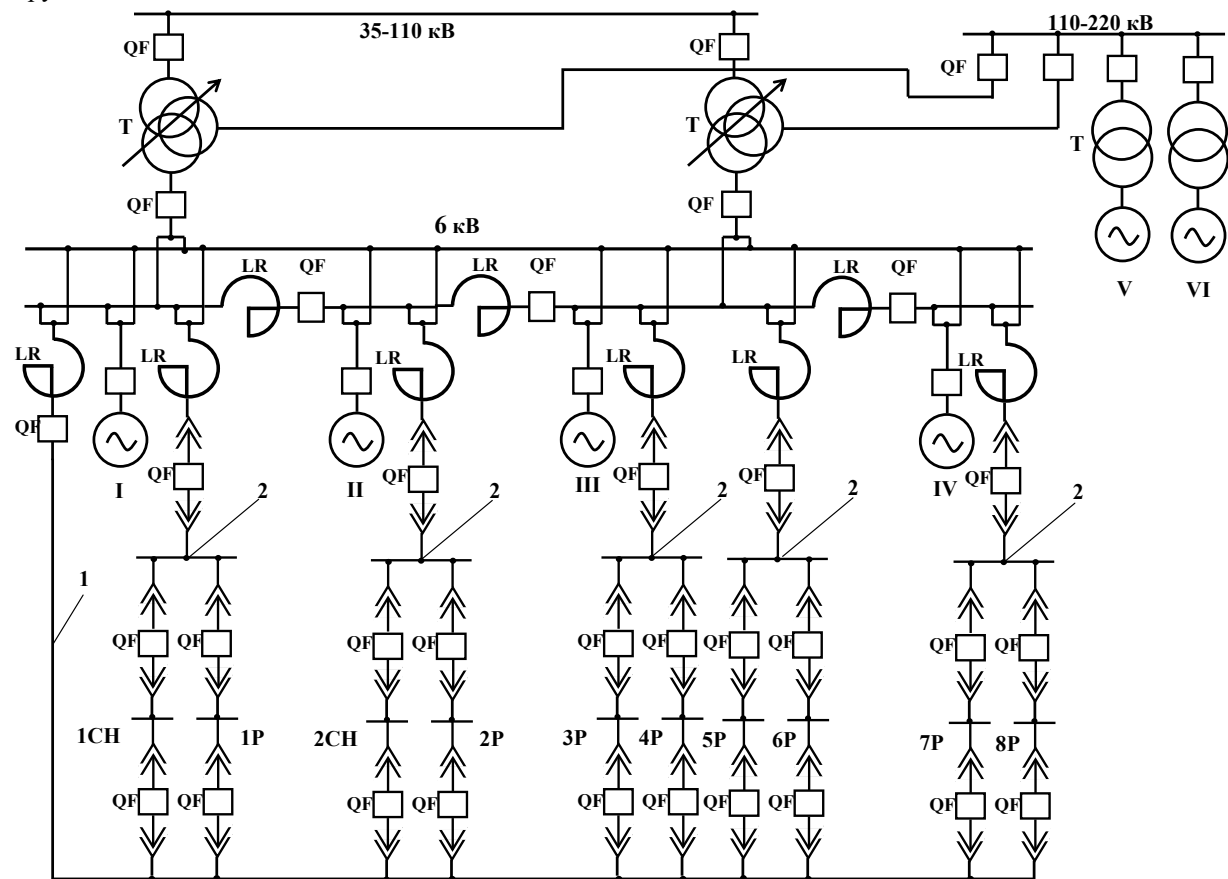 35-110 кВ
110-220 кВ
QF
QF
QF
T
T
T
QF
QF
6 кВ
V
VI
LR
QF
LR
QF
LR
QF
LR
LR
LR
LR
LR
LR
QF
QF
QF
QF
QF
QF
I
II
III
IV
2
2
2
2
2
1
QF
QF
QF
QF
QF
QF
QF
QF
QF
QF
1СН
1Р
2СН
2Р
3Р
4Р
5Р
6Р
7Р
8Р
QF
QF
QF
QF
QF
QF
QF
QF
QF
QF